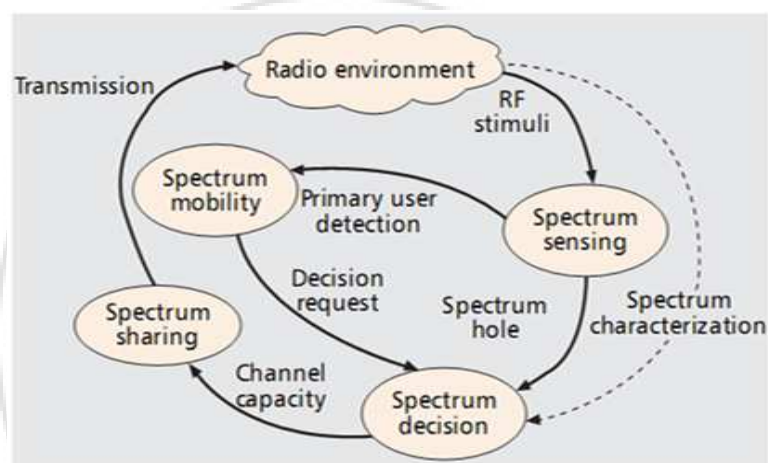 Radio environment
Transmission
RF
stimuli
Spectrum
mobility
Primary user
detection
Spectrum
sensing
Decision
request
Spectrum
hole
Spectrum
characterization
Spectrum
sharing
Channel
capacity
Spectrum
decision